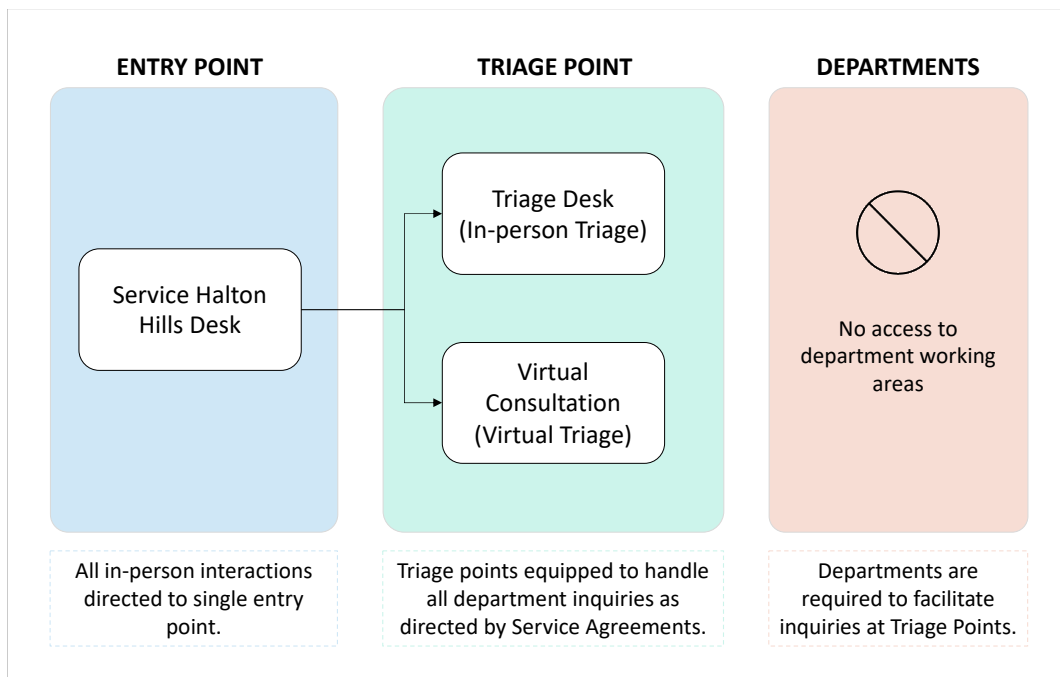 ENTRY POINT
TRIAGE POINT
DEPARTMENTS
Service Halton
Hills Desk
Triage Desk
(In-person Triage)
Virtual
Consultation
(Virtual Triage)
No access to
department working
areas
All in-person interactions
directed to single entry
point.
Triage points equipped to handle
all department inquiries as
directed by Service Agreements.
Departments are
required to facilitate
inquiries at Triage Points.